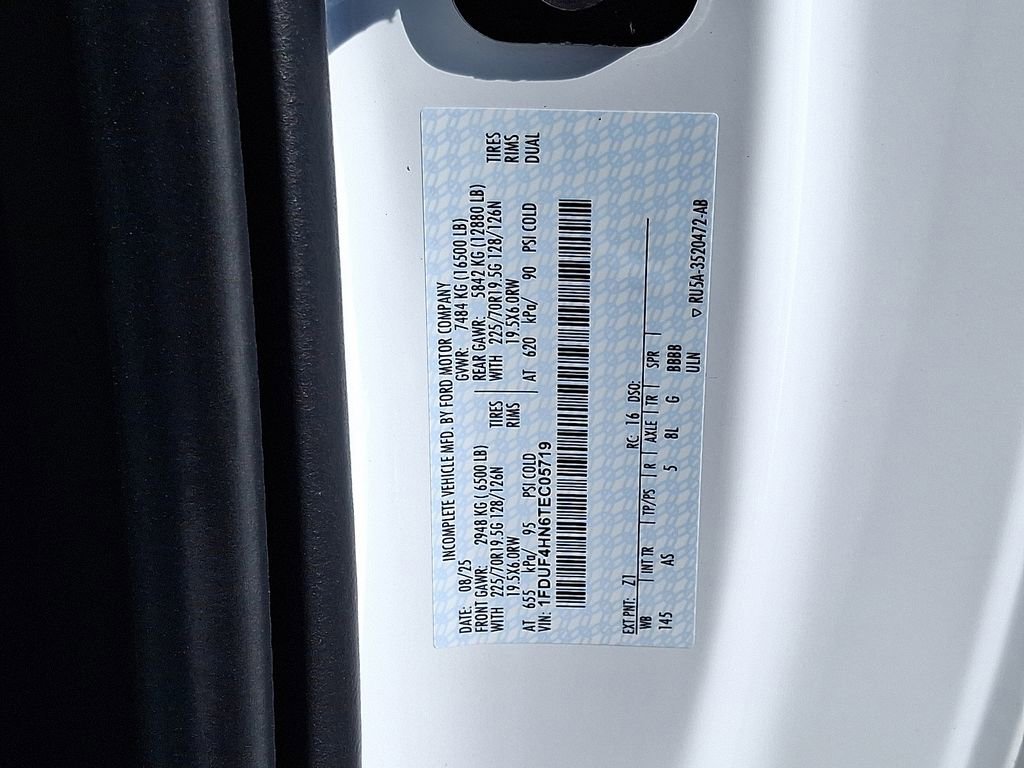 INCOMPLETE VEHICLE MFD. BY FORD MOTOR COMPANY
DATE: 08/25 GVWR: 7484 KG (16500 LB)
FRONT GAWR: 2948 KG ( 6500 LB) REAR GAWR: 5842 KG (12880 LB)
WITH 225/70R19.5G 128/126N TIRES WITH 225/70R19.5G 128/126N TIRES
19.5X6.0RW RIMS 19.5X6.0RW RIMS
AT 655 kPa/ 95 PSI COLD AT 620 kPa/ 90 PSI COLD DUAL
VIN: 1FDUF4HN6TEC05719
EXT PNT: Z1 RC: 16 DSO:
WB INT TR TP/PS R AXLE TR SPR
145 AS 5 8L G BBBB
ULN
▽ RU5A-3520472-AB